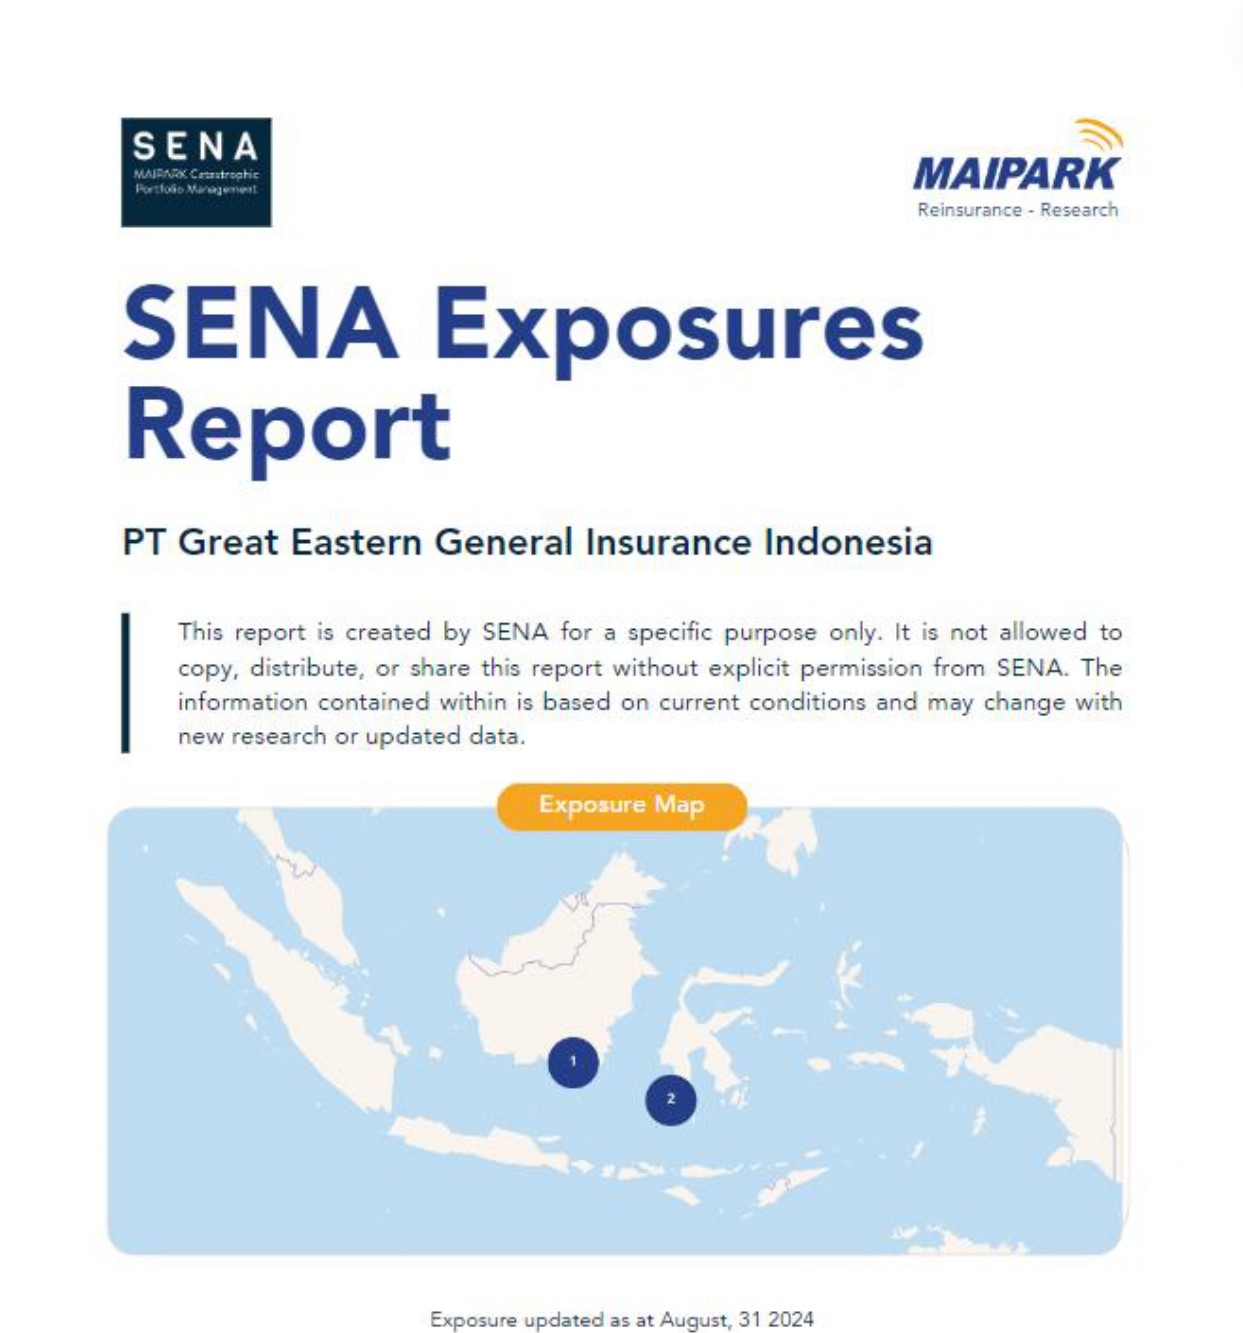 SENA
MAIPARK Catastrophic
Portfolio Management
MAIPARK
Reinsurance - Research
SENA Exposures
Report
PT Great Eastern General Insurance Indonesia
This report is created by SENA for a specific purpose only. It is not allowed to
copy, distribute, or share this report without explicit permission from SENA. The
information contained within is based on current conditions and may change with
new research or updated data.
Exposure Map
1
2
Exposure updated as at August, 31 2024